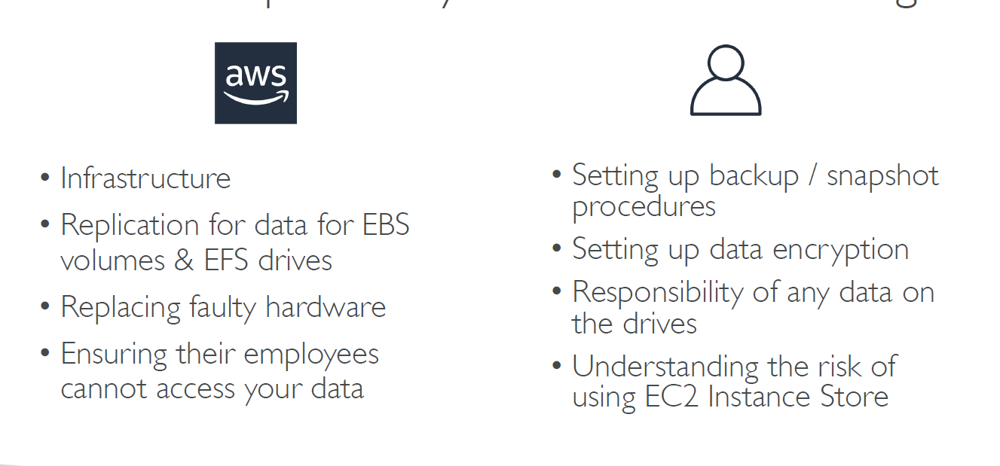 aws
• Infrastructure
• Replication for data for EBS
volumes & EFS drives
• Replacing faulty hardware
• Ensuring their employees
cannot access your data
• Setting up backup / snapshot
procedures
• Setting up data encryption
• Responsibility of any data on
the drives
• Understanding the risk of
using EC2 Instance Store